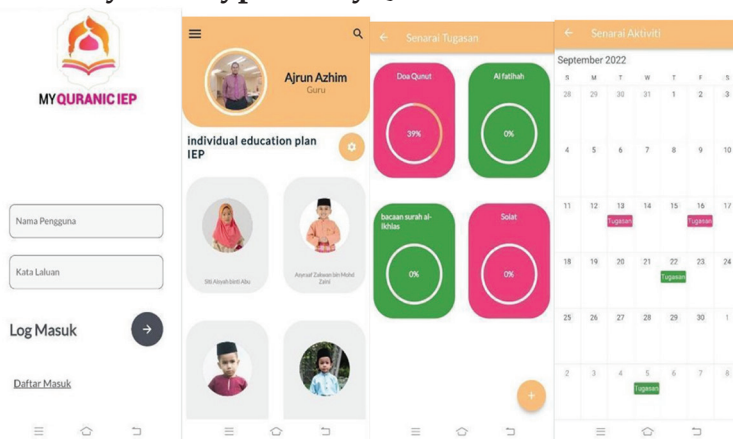 MYQURANIC IEP
Nama Pengguna
Kata Laluan
Log Masuk
Daftar Masuk
Ajrun Azhim
Guru
individual education plan
IEP
Siti Aisyah binti Abu
Zaini
Senarai Tugasan
Doa Qunut
39%
Al fatihah
0%
bacaan surah al-
ikhlas
0%
Solat
0%
Senarai Aktiviti
September 2022
S M T W T F S
28 29 30 31 1 2 3
4 5 6 7 8 9 10
11 12 13 14 15 16 17
Tugasan Tugasan
18 19 20 21 22 23 24
Tugasan
25 26 27 28 29 30 1
2 3 4 5 6 7 8
Tugasan